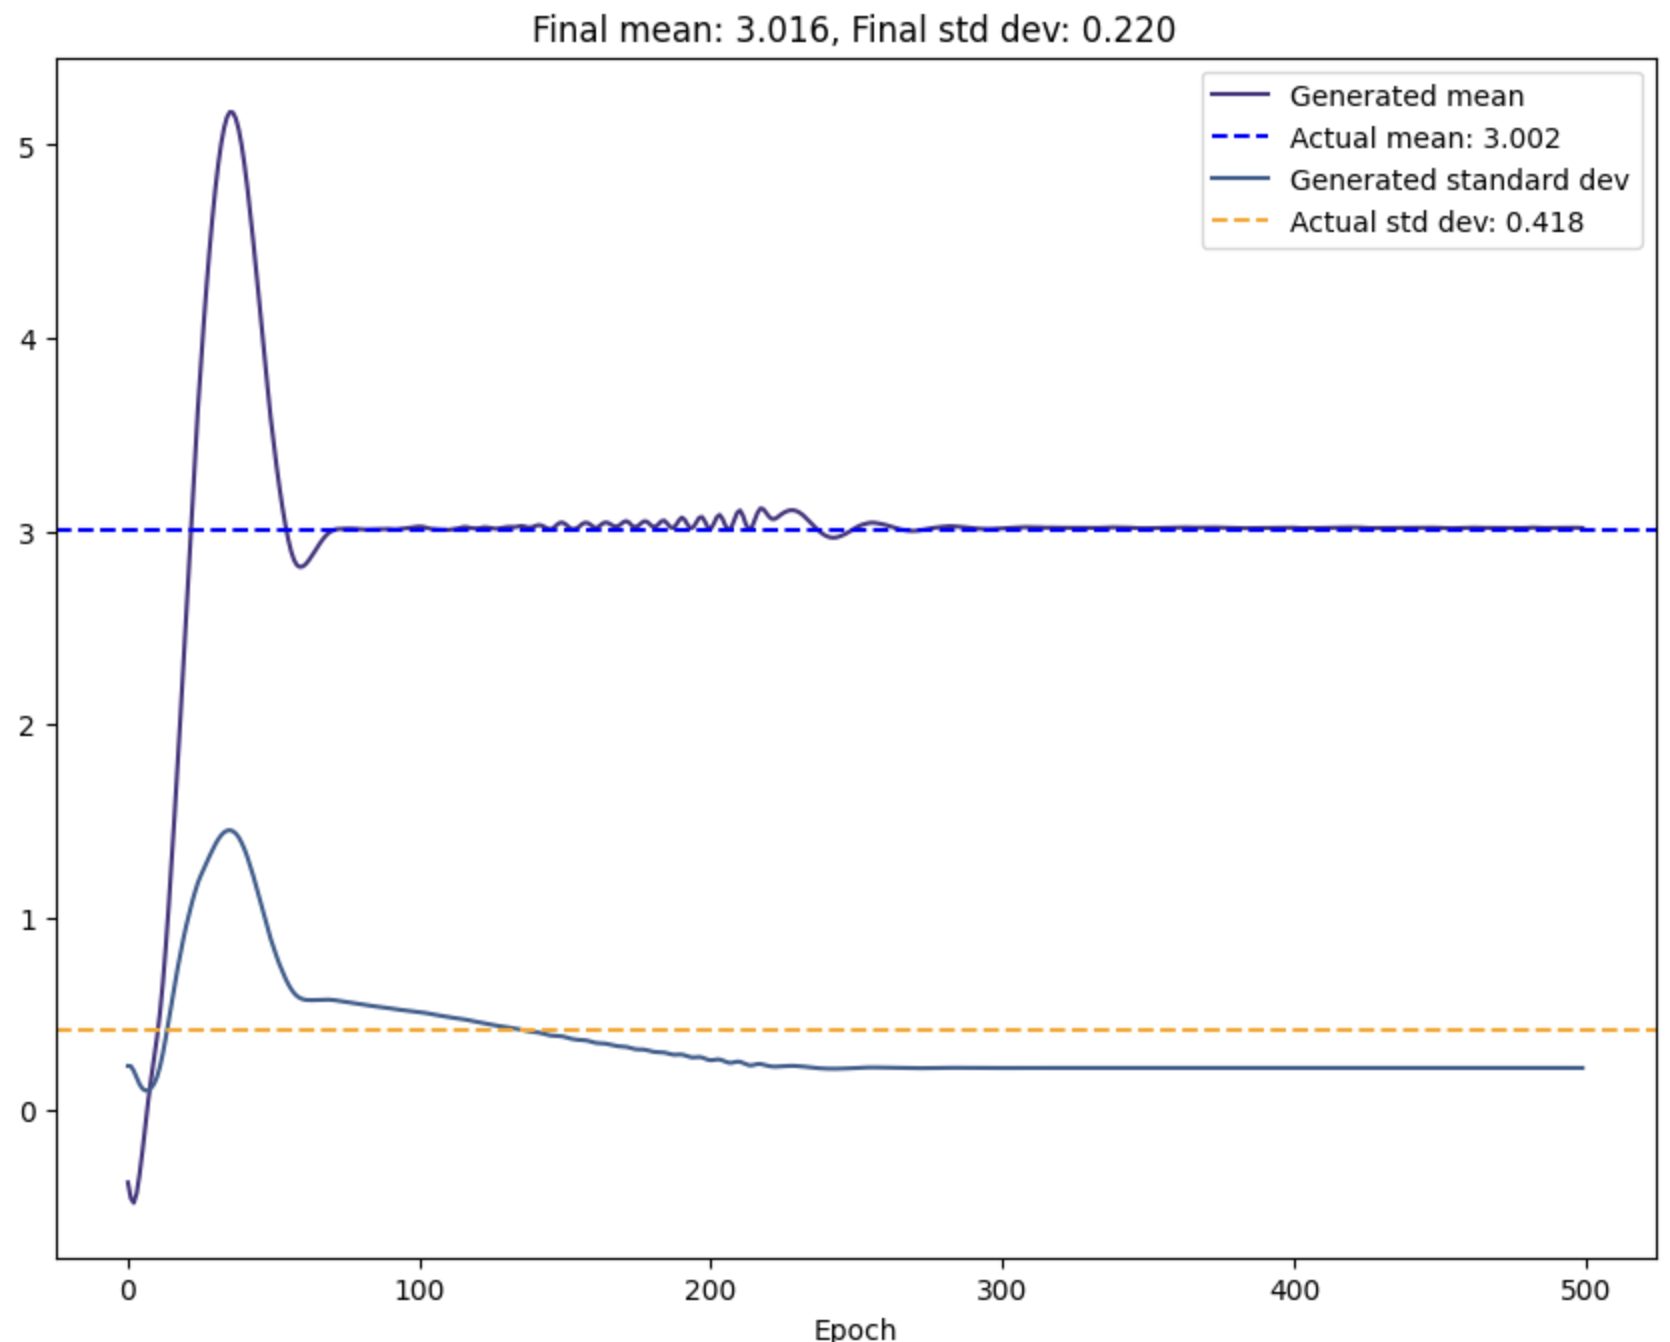 Final mean: 3.016, Final std dev: 0.220
Generated mean
Actual mean: 3.002
Generated standard dev
Actual std dev: 0.418
5
4
3
2
1
0
0 100 200 300 400 500
Epoch